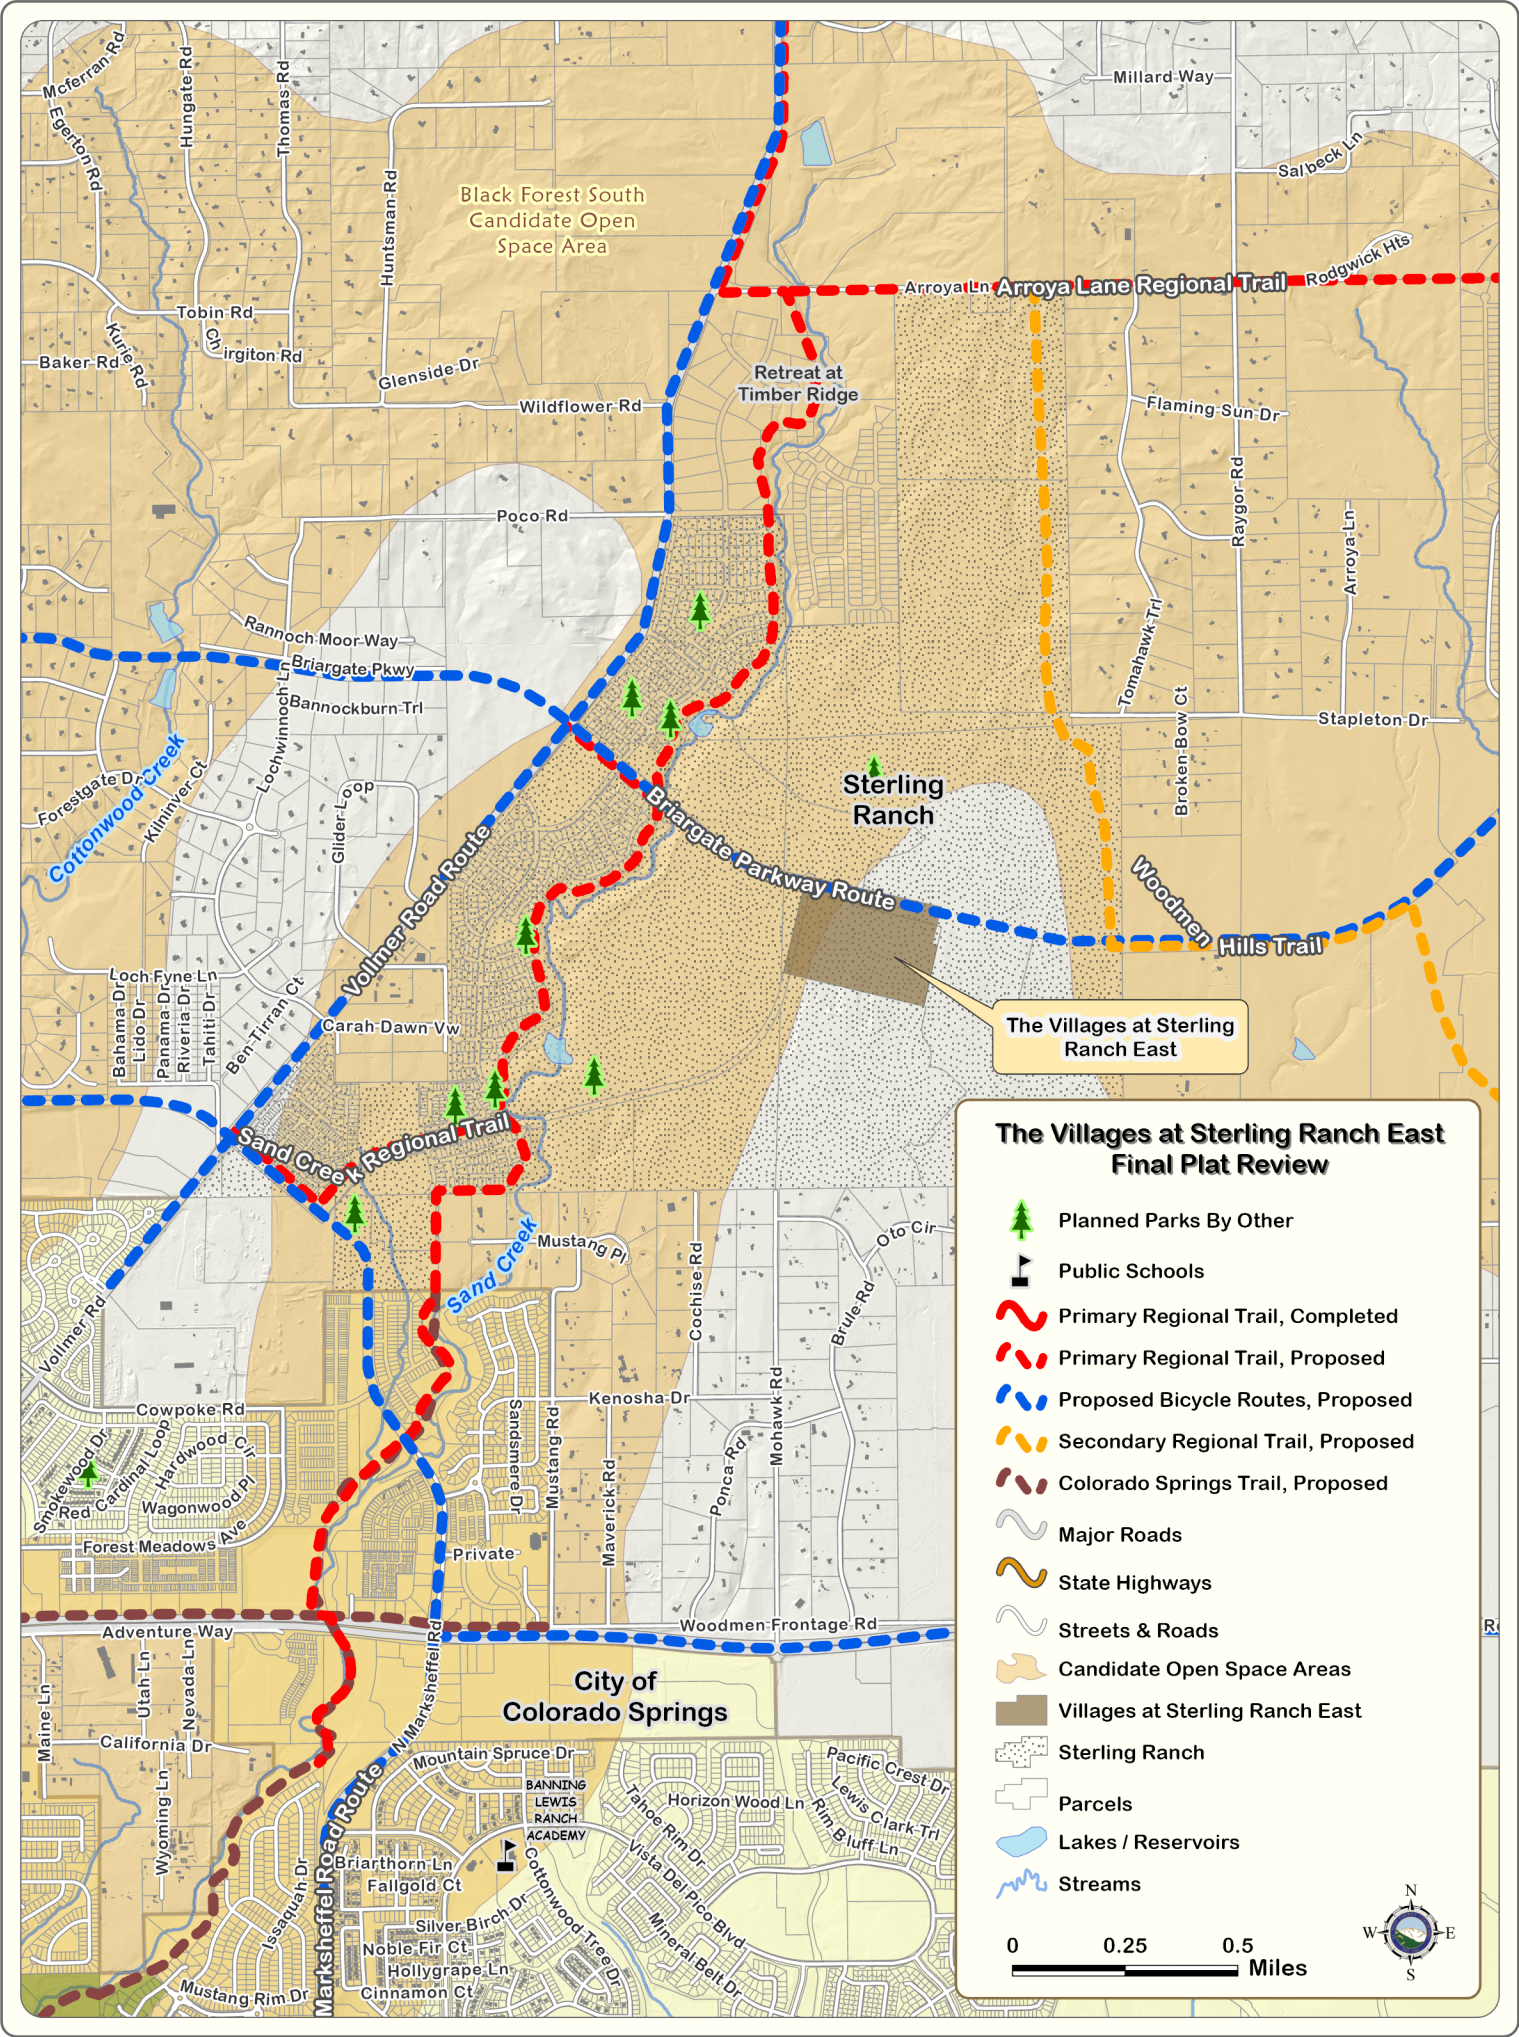 Mcferran Rd
Egerton Rd
Hungate Rd
Thomas Rd
Huntsman Rd
Millard Way
Salbeck Ln
Rodgwick Hts
Black Forest South
Candidate Open
Space Area
Arroya Ln
Arroya Lane Regional Trail
Tobin Rd
Kurie Rd
Ch irgiton Rd
Baker Rd
Glenside Dr
Wildflower Rd
Retreat at
Timber Ridge
Flaming Sun Dr
Raygor Rd
Arroya Ln
Poco Rd
Rannoch Moor Way
Briargate Pkwy
Bannockburn Trl
Lochwinnoch Ln
Tomahawk Trl
Broken Bow Ct
Stapleton Dr
Cottonwood Creek
Forestgate Dr
Kilninver Ct
Glider Loop
Sterling
Ranch
Briargate Parkway Route
Vollmer Road Route
Woodmen
Hills Trail
Loch Fyne Ln
Bahama Dr
Lido Dr
Panama Dr
Riveria Dr
Tahiti Dr
Ben Tirran Ct
Carah Dawn Vw
The Villages at Sterling
Ranch East
Sand Creek Regional Trail
Sand Creek
Mustang Pl
Cochise Rd
Oto Cir
Brule Rd
Vollmer Rd
Kenosha Dr
Mohawk Rd
Ponca Rd
Sandsmere Dr
Mustang Rd
Maverick Rd
Cowpoke Rd
Smokewood Dr
Red Cardinal Loop
Hardwood Cir
Wagonwood Pl
Forest Meadows Ave
Private
Woodmen Frontage Rd
Rd
Adventure Way
Maine Ln
Utah Ln
Nevada Ln
California Dr
Wyoming Ln
N Marksheffel Rd
City of
Colorado Springs
Mountain Spruce Dr
BANNING
LEWIS
RANCH
ACADEMY
Pacific Crest Dr
Lewis Clark Trl
Rim Bluff Ln
Horizon Wood Ln
Tahoe Rim Dr
Vista Del Pico Blvd
Mineral Belt Dr
Cottonwood Tree Dr
Marksheffel Road Route
Briarthorn Ln
Fallgold Ct
Issaquah Dr
Silver Birch Dr
Noble Fir Ct
Hollygrape Ln
Cinnamon Ct
Mustang Rim Dr
The Villages at Sterling Ranch East
Final Plat Review
Planned Parks By Other
Public Schools
Primary Regional Trail, Completed
Primary Regional Trail, Proposed
Proposed Bicycle Routes, Proposed
Secondary Regional Trail, Proposed
Colorado Springs Trail, Proposed
Major Roads
State Highways
Streets & Roads
Candidate Open Space Areas
Villages at Sterling Ranch East
Sterling Ranch
Parcels
Lakes / Reservoirs
Streams
0 0.25 0.5
Miles
N
W E
S